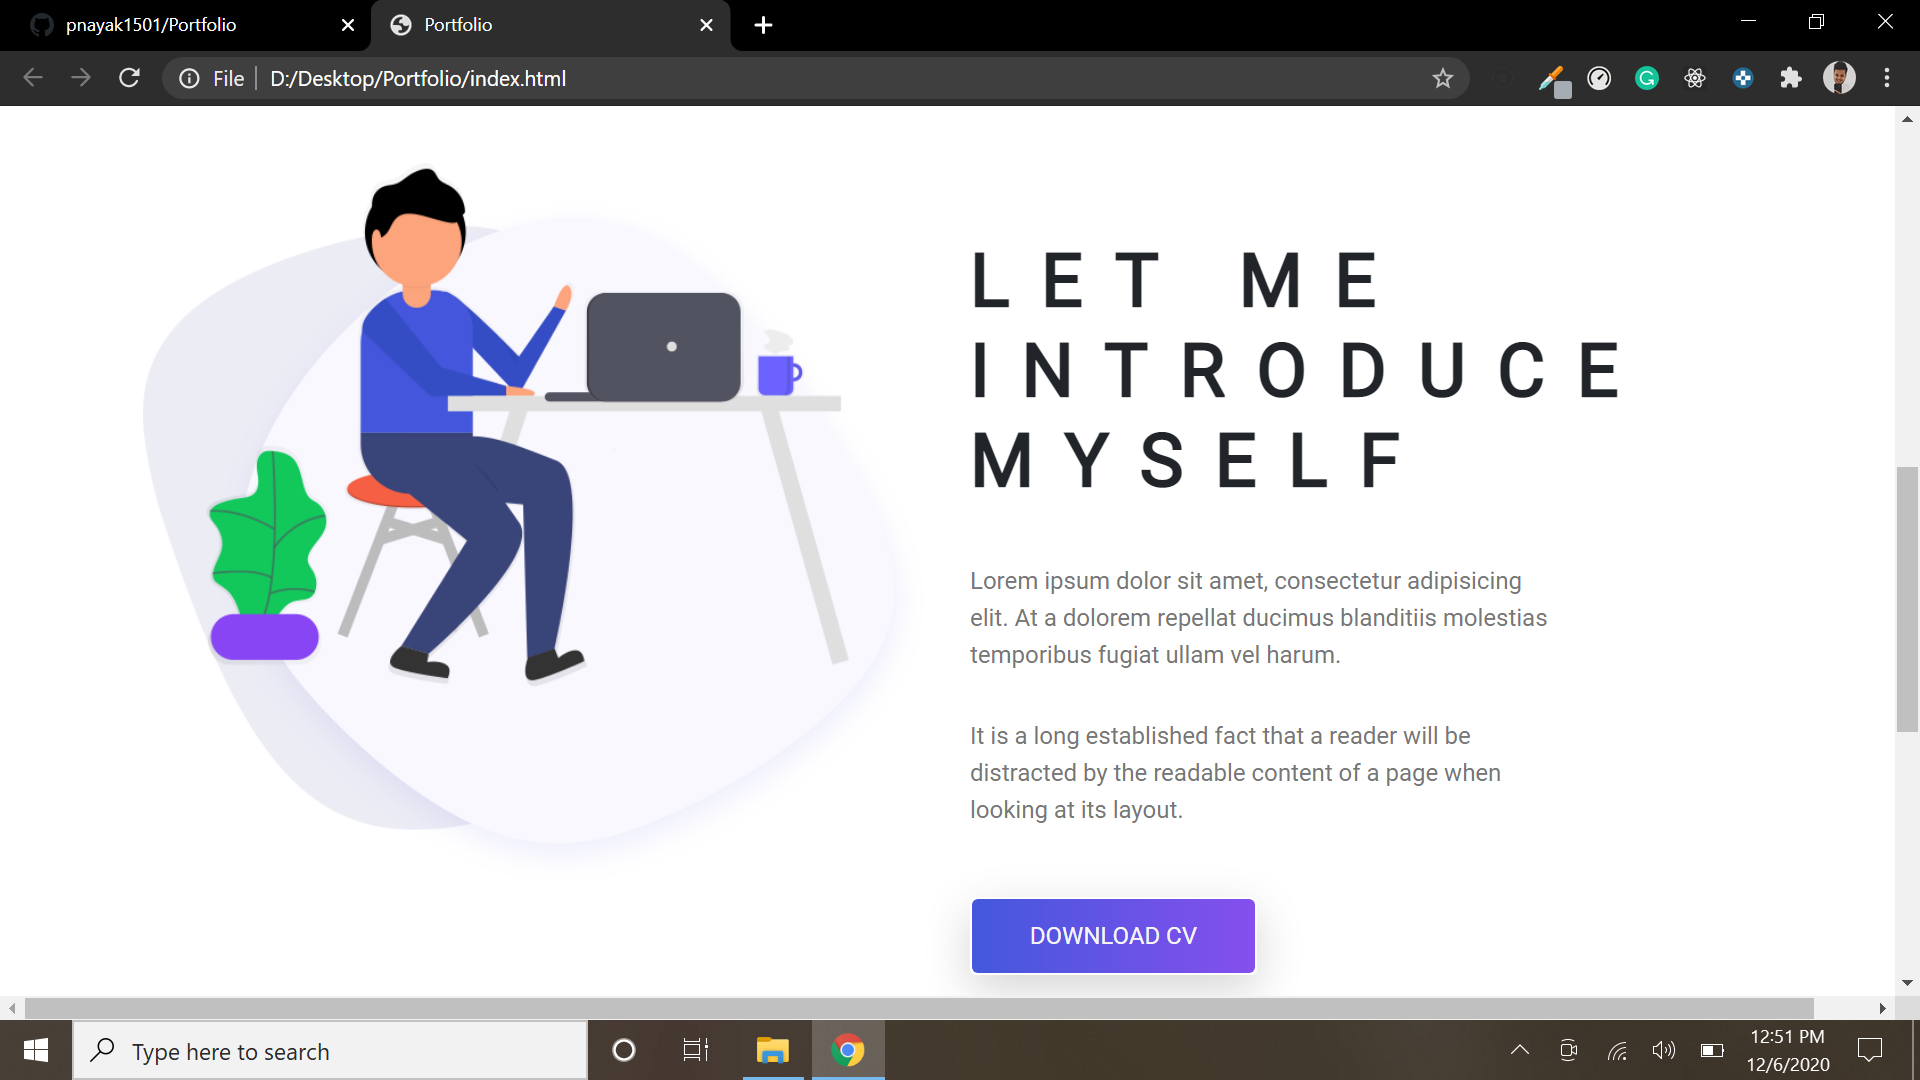 pnayak1501/Portfolio
Portfolio
File
D:/Desktop/Portfolio/index.html
LET ME
INTRODUCE
MYSELF
Lorem ipsum dolor sit amet, consectetur adipisicing
elit. At a dolorem repellat ducimus blanditiis molestias
temporibus fugiat ullam vel harum.
It is a long established fact that a reader will be
distracted by the readable content of a page when
looking at its layout.
DOWNLOAD CV
Type here to search
12:51 PM
12/6/2020